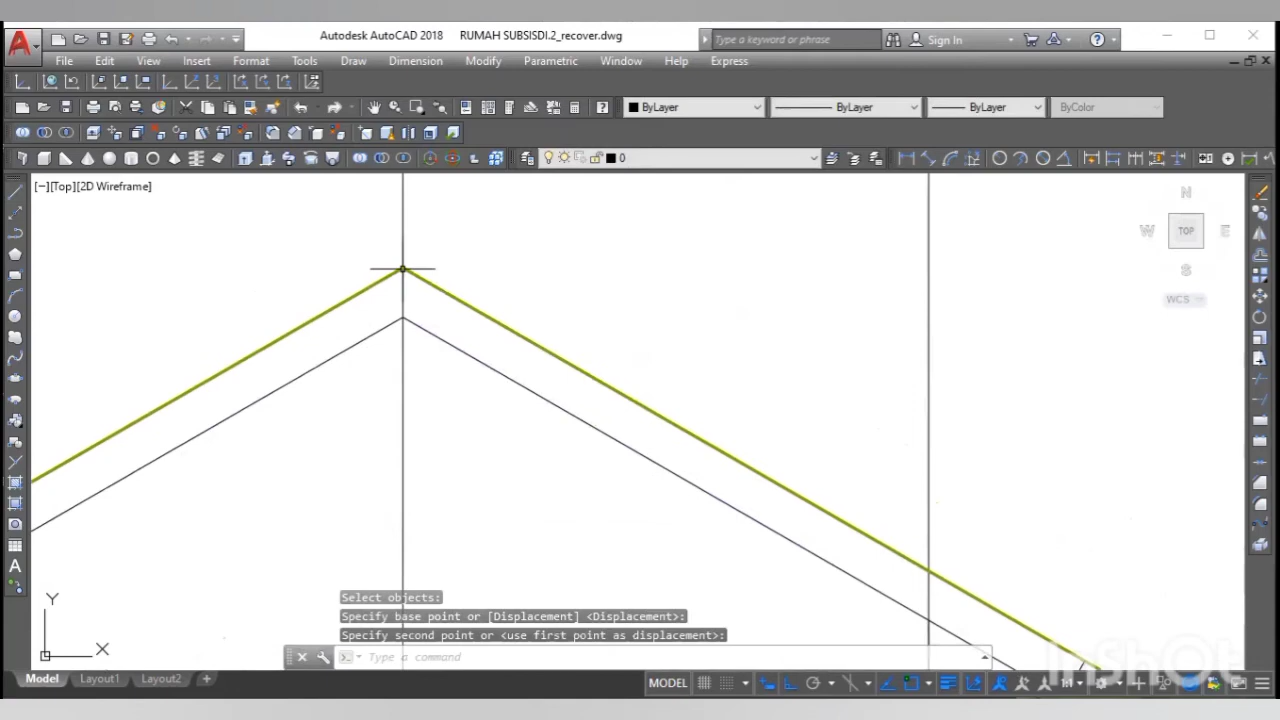 Autodesk AutoCAD 2018 RUMAH SUBSISDI.2_recover.dwg
Type a keyword or phrase
Sign In
File Edit View Insert Format Tools Draw Dimension Modify Parametric Window Help Express
ByLayer ByLayer ByLayer ByColor
0
[−][Top][2D Wireframe]
N
W TOP E
S
WCS
Select objects:
Specify base point or [Displacement] <Displacement>:
Specify second point or <use first point as displacement>:
Y
X
Type a command
Model Layout1 Layout2 +
MODEL 1:1
InShOt